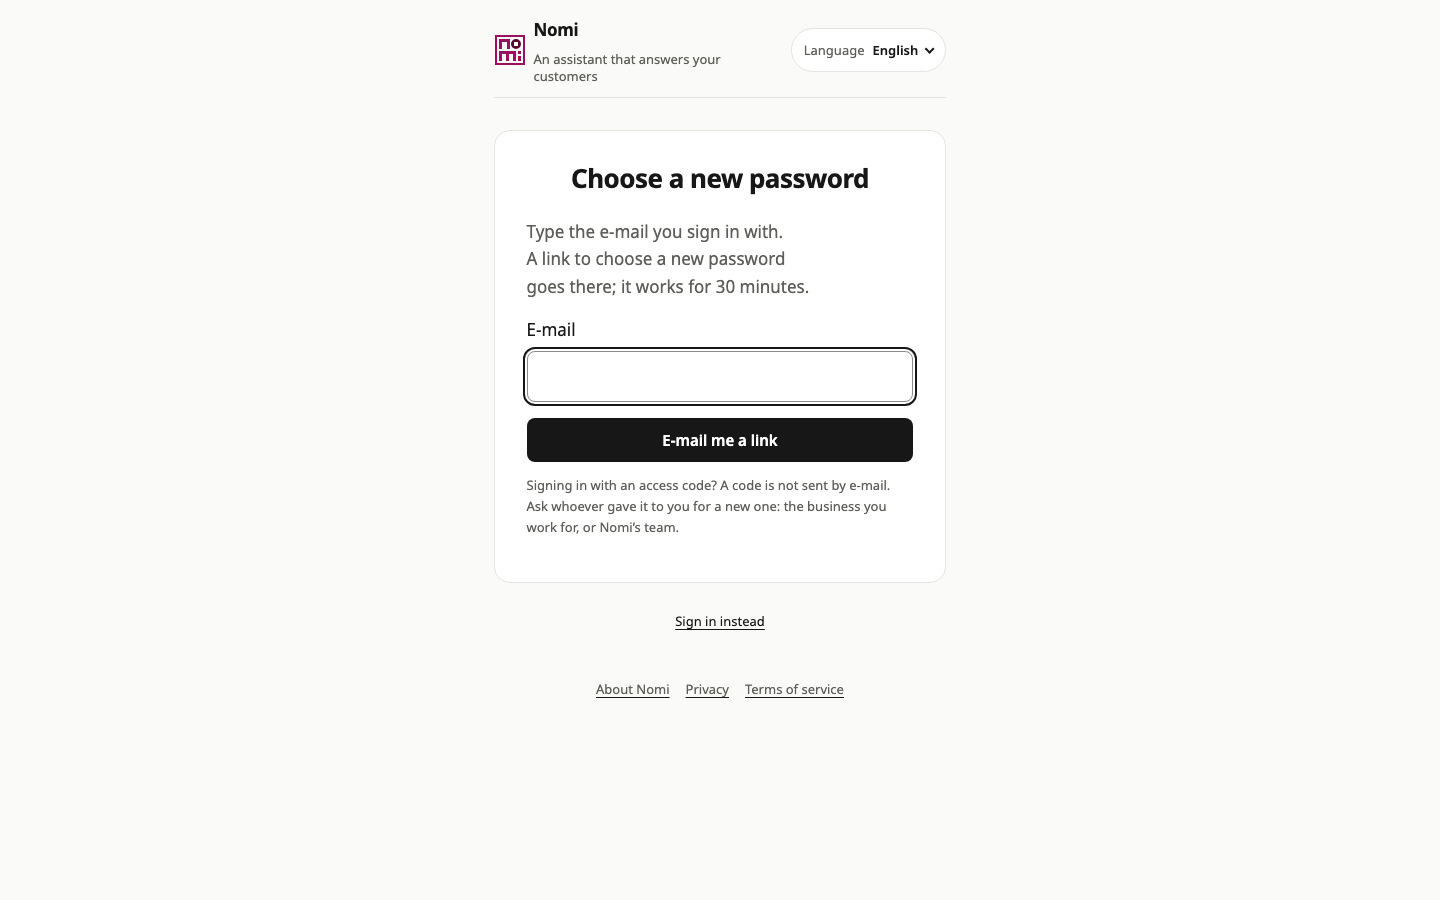 Nomi
An assistant that answers your
customers
Language English
Choose a new password
Type the e-mail you sign in with.
A link to choose a new password
goes there; it works for 30 minutes.
E-mail
E-mail me a link
Signing in with an access code? A code is not sent by e-mail.
Ask whoever gave it to you for a new one: the business you
work for, or Nomi’s team.
Sign in instead
About Nomi Privacy Terms of service